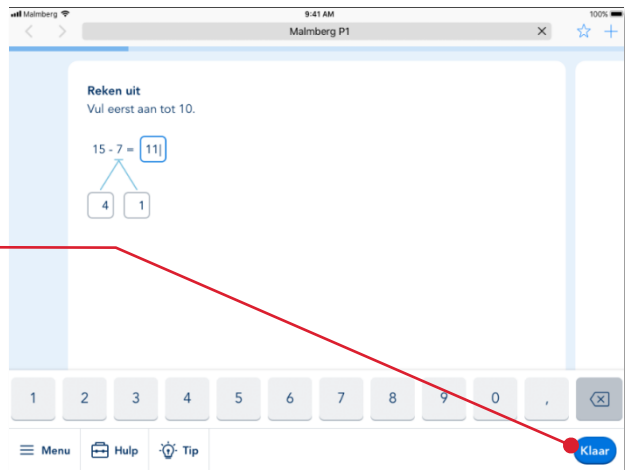 Malmberg 9:41 AM 100%
Malmberg P1
Reken uit
Vul eerst aan tot 10.
15 - 7 = 11
4 1
1 2 3 4 5 6 7 8 9 0 ,
Menu Hulp Tip Klaar